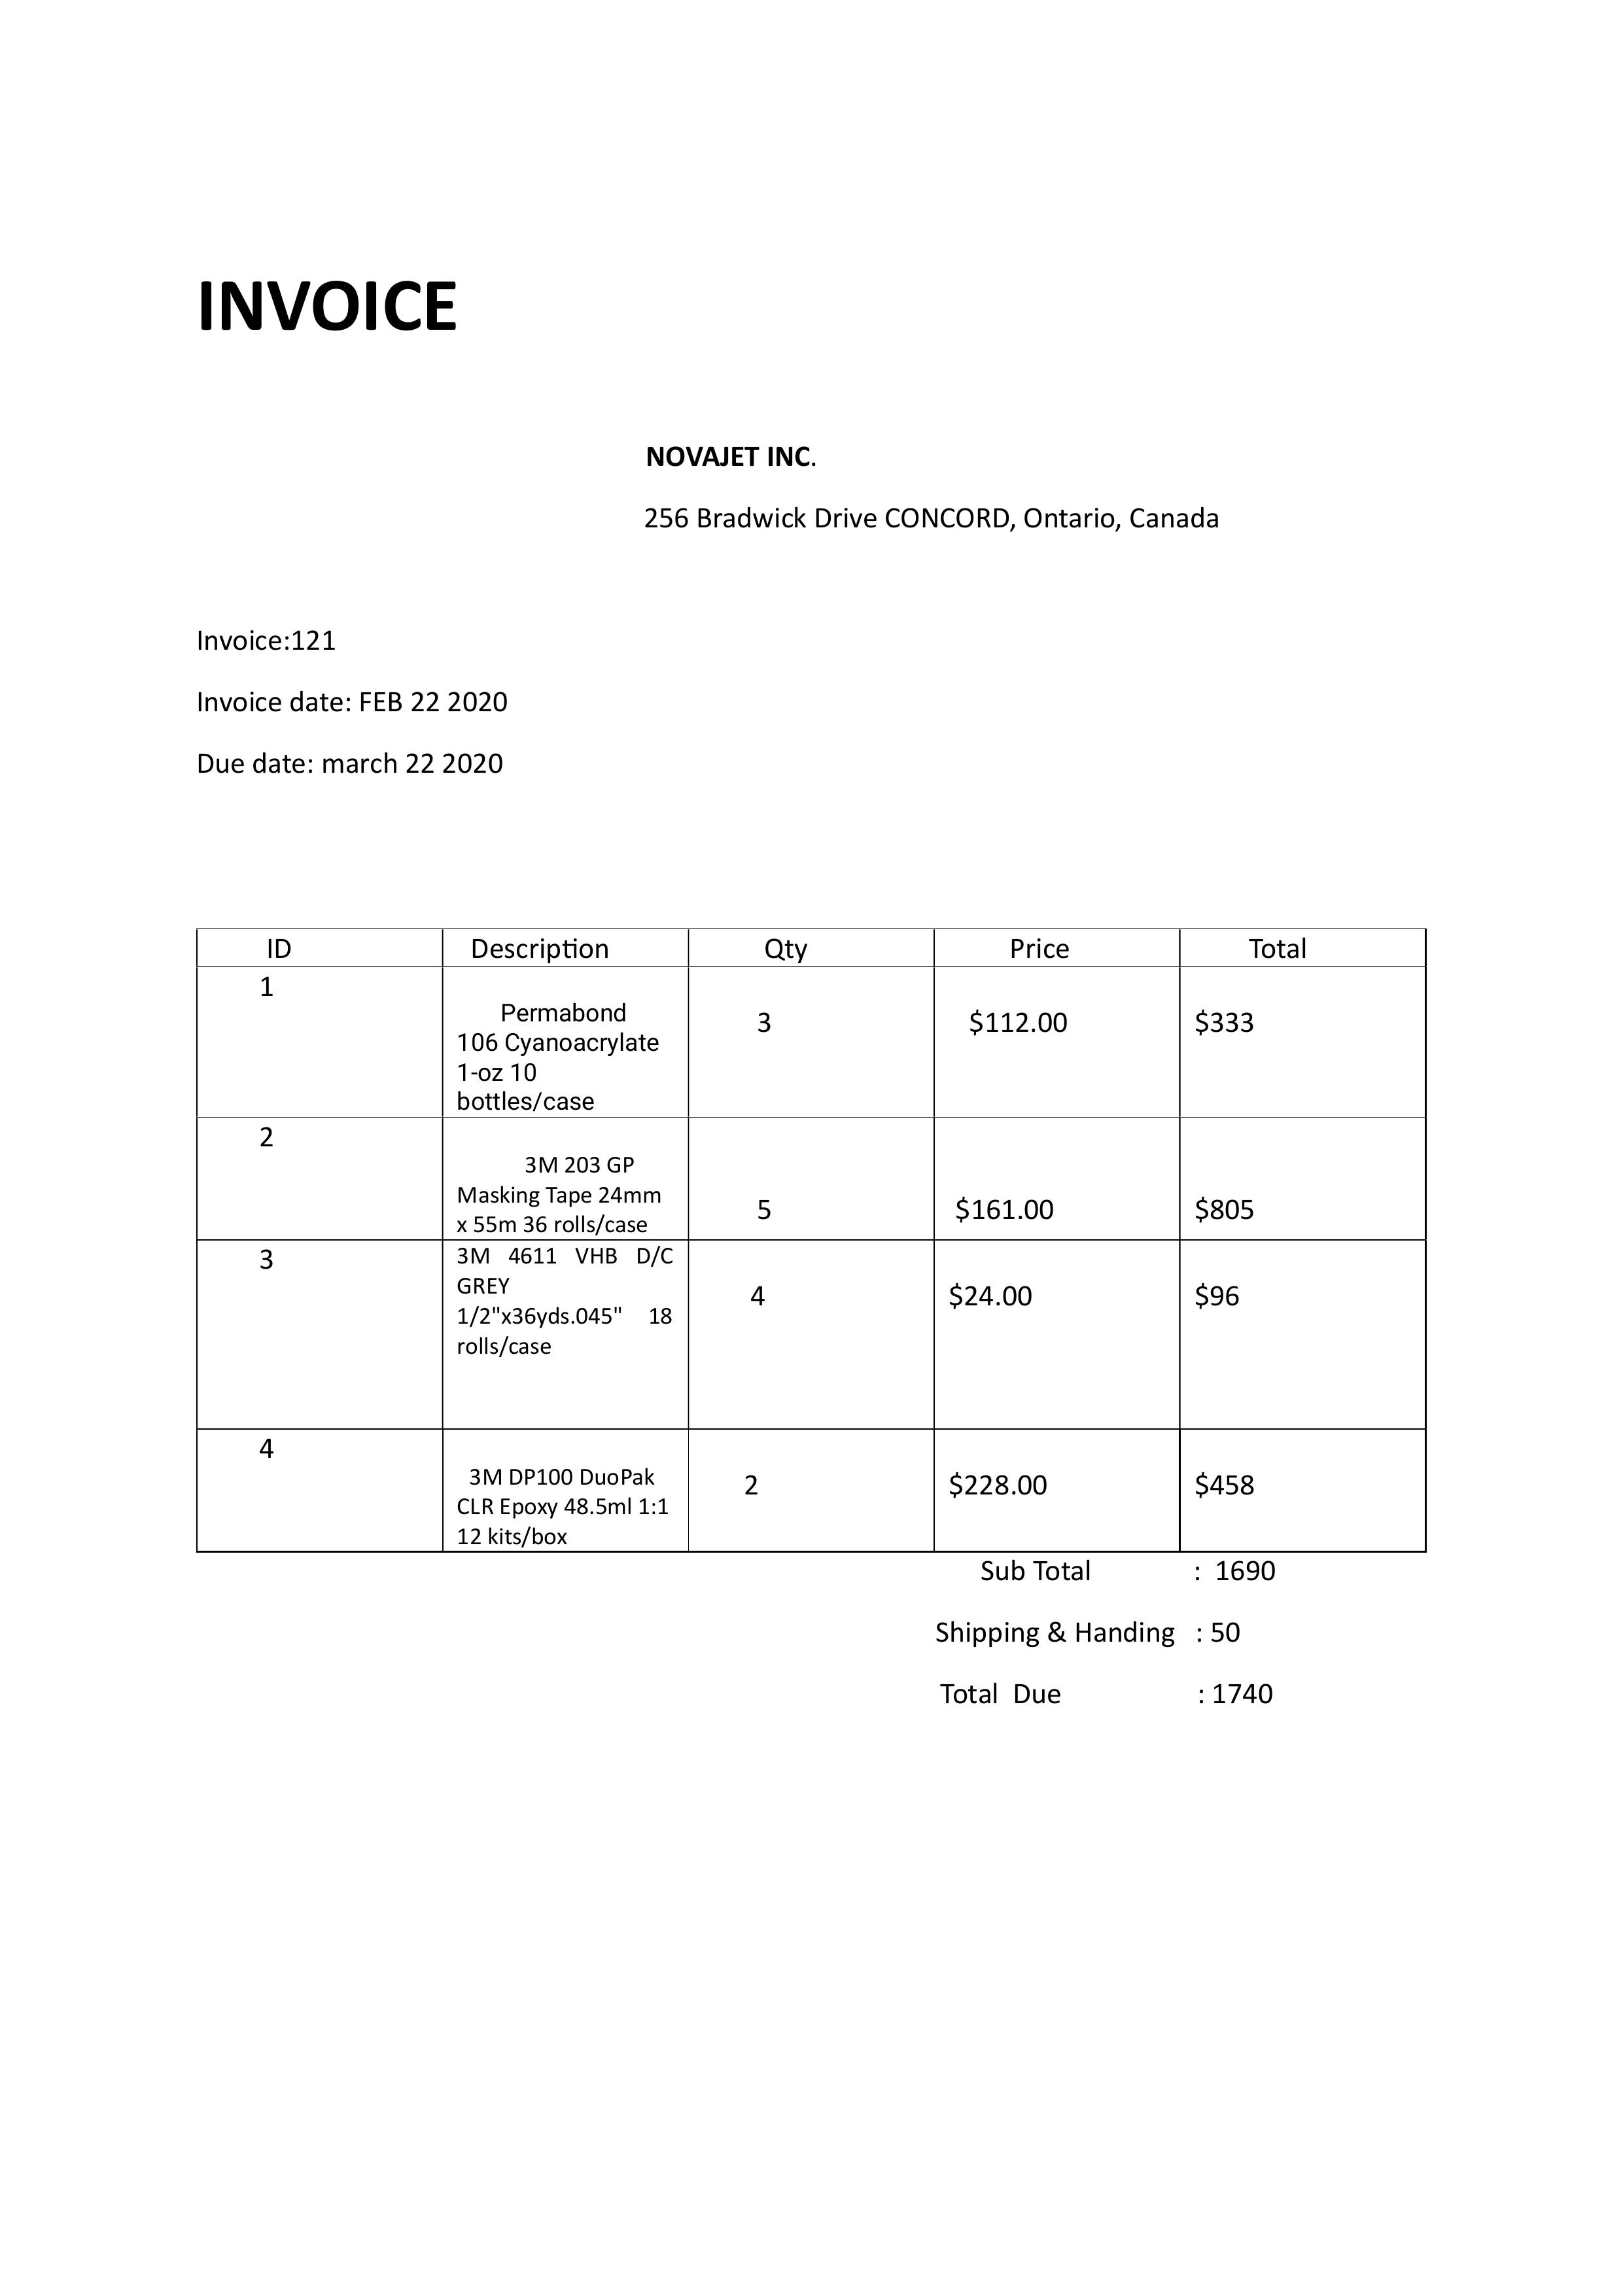 INVOICE
NOVAJET INC.
256 Bradwick Drive CONCORD, Ontario, Canada
Invoice:121
Invoice date: FEB 22 2020
Due date: march 22 2020
ID Description Qty Price Total
1
Permabond
106 Cyanoacrylate
1-oz 10
bottles/case
3 $112.00 $333
2
3M 203 GP
Masking Tape 24mm
x 55m 36 rolls/case
5 $161.00 $805
3
3M 4611 VHB D/C
GREY
1/2"x36yds.045" 18
rolls/case
4 $24.00 $96
4
3M DP100 DuoPak
CLR Epoxy 48.5ml 1:1
12 kits/box
2 $228.00 $458
Sub Total : 1690
Shipping & Handing : 50
Total Due : 1740